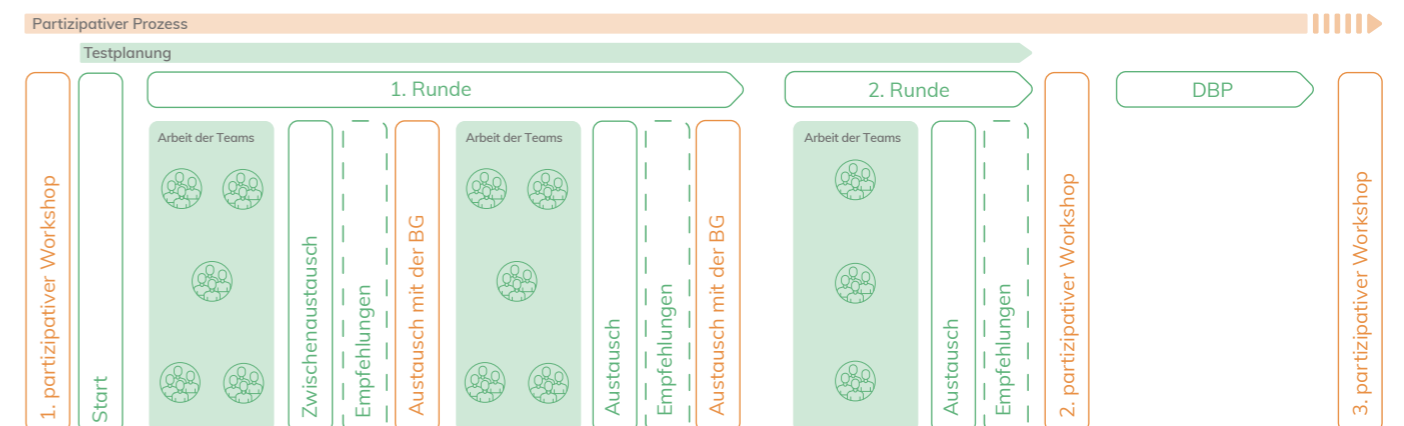 Partizipativer Prozess
Testplanung
1. partizipativer Workshop
Start
1. Runde
Arbeit der Teams
Zwischenaustausch
Empfehlungen
Austausch mit der BG
Arbeit der Teams
Austausch
Empfehlungen
Austausch mit der BG
2. Runde
Arbeit der Teams
Austausch
Empfehlungen
2. partizipativer Workshop
DBP
3. partizipativer Workshop